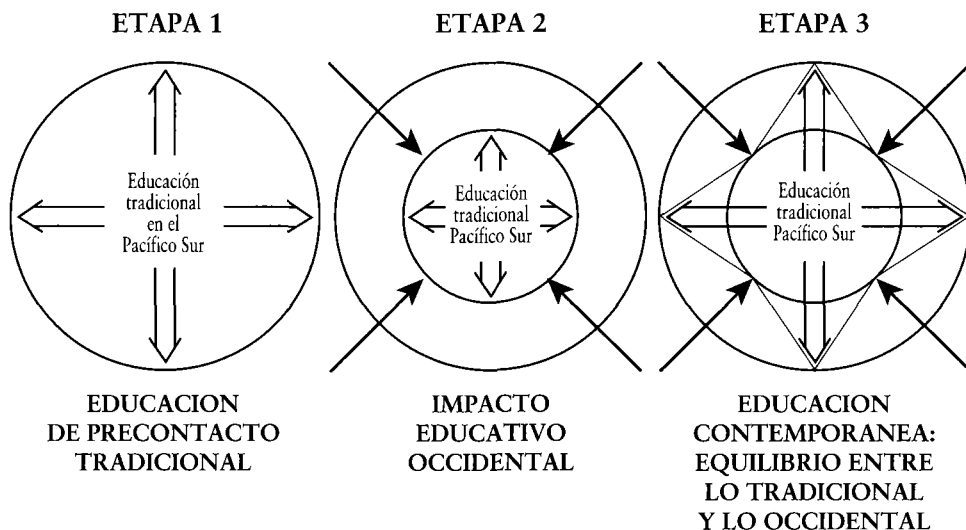 ETAPA 1
Educación
tradicional
en el
Pacífico Sur
EDUCACION
DE PRECONTACTO
TRADICIONAL
ETAPA 2
Educación
tradicional
Pacífico Sur
IMPACTO
EDUCATIVO
OCCIDENTAL
ETAPA 3
Educación
tradicional
Pacífico Sur
EDUCACION
CONTEMPORANEA:
EQUILIBRIO ENTRE
LO TRADICIONAL
Y LO OCCIDENTAL